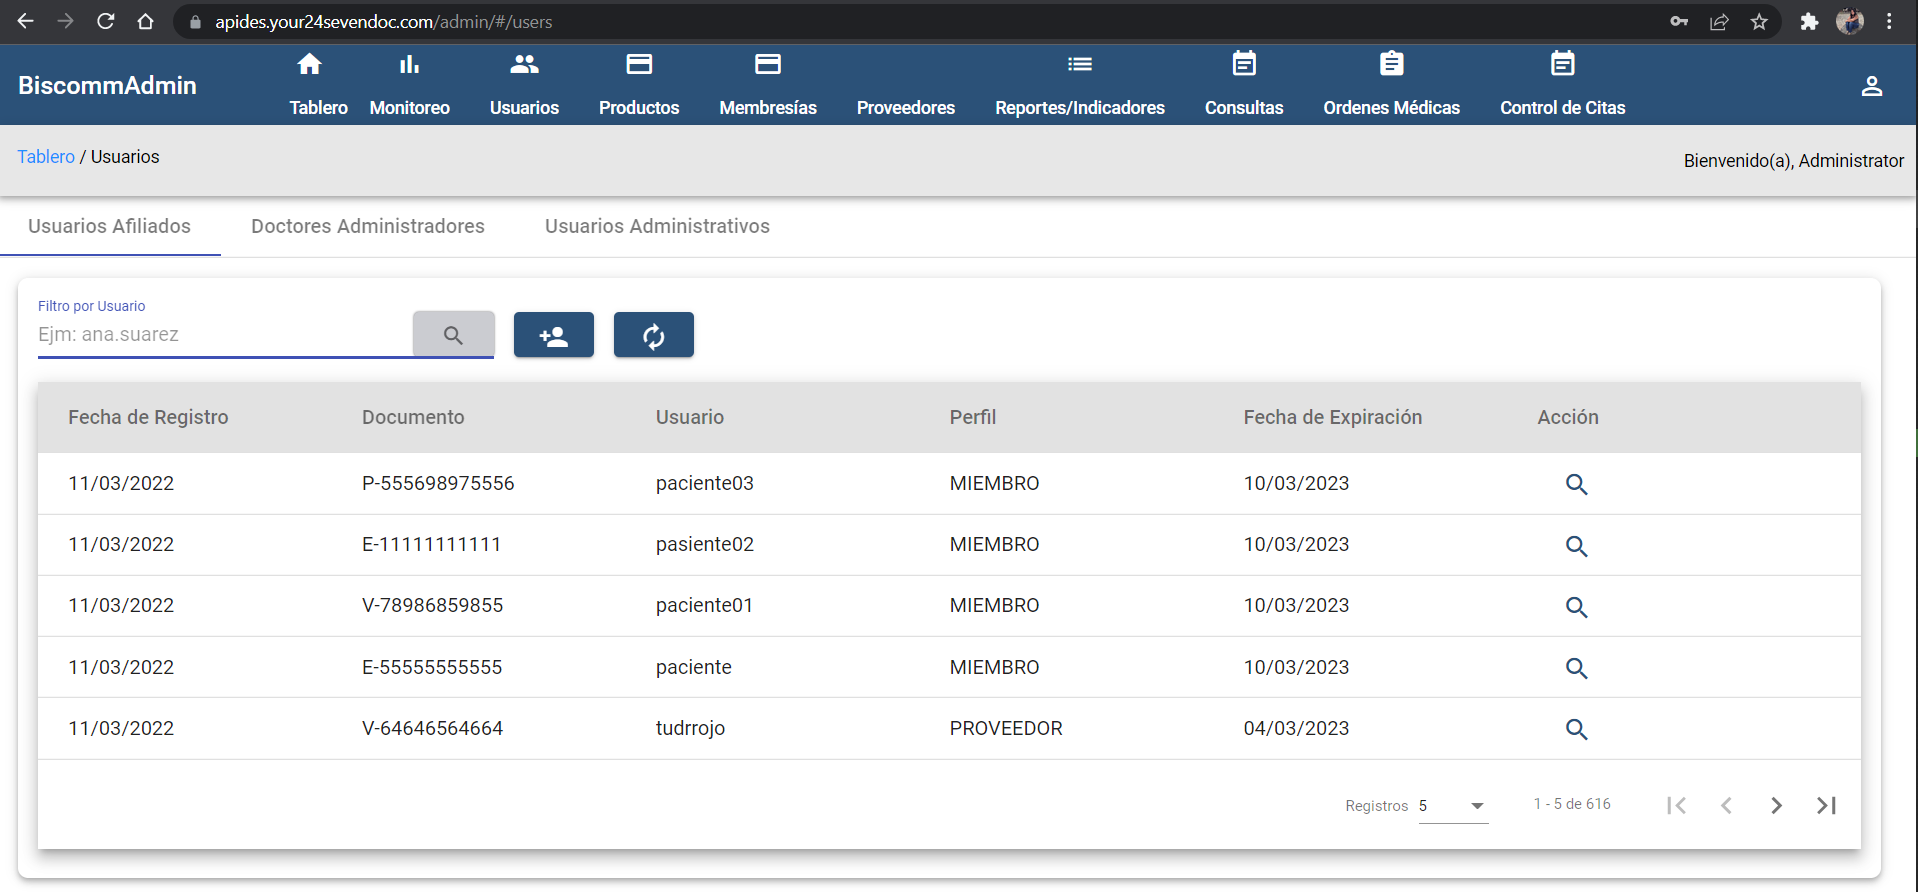 apides.your24sevendoc.com/admin/#/users
BiscommAdmin
Tablero Monitoreo Usuarios Productos Membresías Proveedores Reportes/Indicadores Consultas Ordenes Médicas Control de Citas
Tablero / Usuarios
Bienvenido(a), Administrator
Usuarios Afiliados Doctores Administradores Usuarios Administrativos
Filtro por Usuario
Ejm: ana.suarez
Fecha de Registro Documento Usuario Perfil Fecha de Expiración Acción
11/03/2022 P-555698975556 paciente03 MIEMBRO 10/03/2023
11/03/2022 E-11111111111 pasiente02 MIEMBRO 10/03/2023
11/03/2022 V-78986859855 paciente01 MIEMBRO 10/03/2023
11/03/2022 E-55555555555 paciente MIEMBRO 10/03/2023
11/03/2022 V-64646564664 tudrrojo PROVEEDOR 04/03/2023
Registros 5 1 - 5 de 616